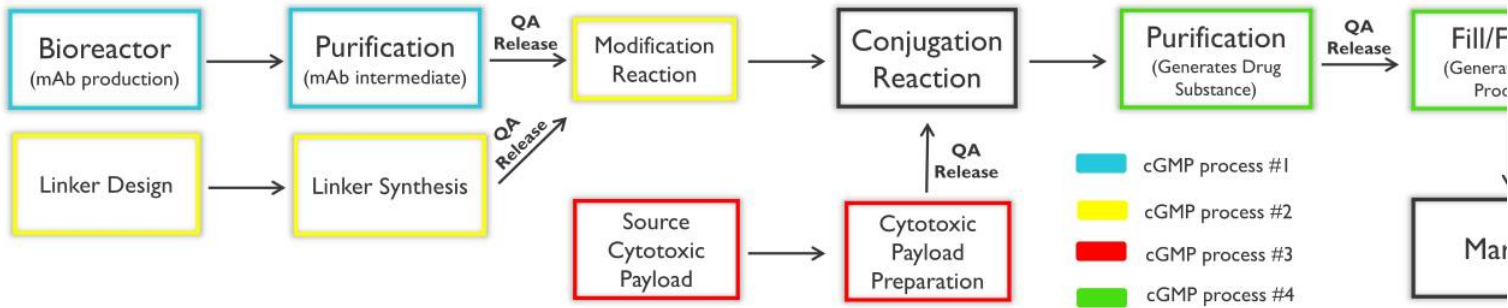 Bioreactor
(mAb production)
Purification
(mAb intermediate)
QA
Release
Modification
Reaction
Conjugation
Reaction
Purification
(Generates Drug
Substance)
QA
Release
Linker Design
Linker Synthesis
QA
Release
Source
Cytotoxic
Payload
Cytotoxic
Payload
Preparation
QA
Release
cGMP process #1
cGMP process #2
cGMP process #3
cGMP process #4